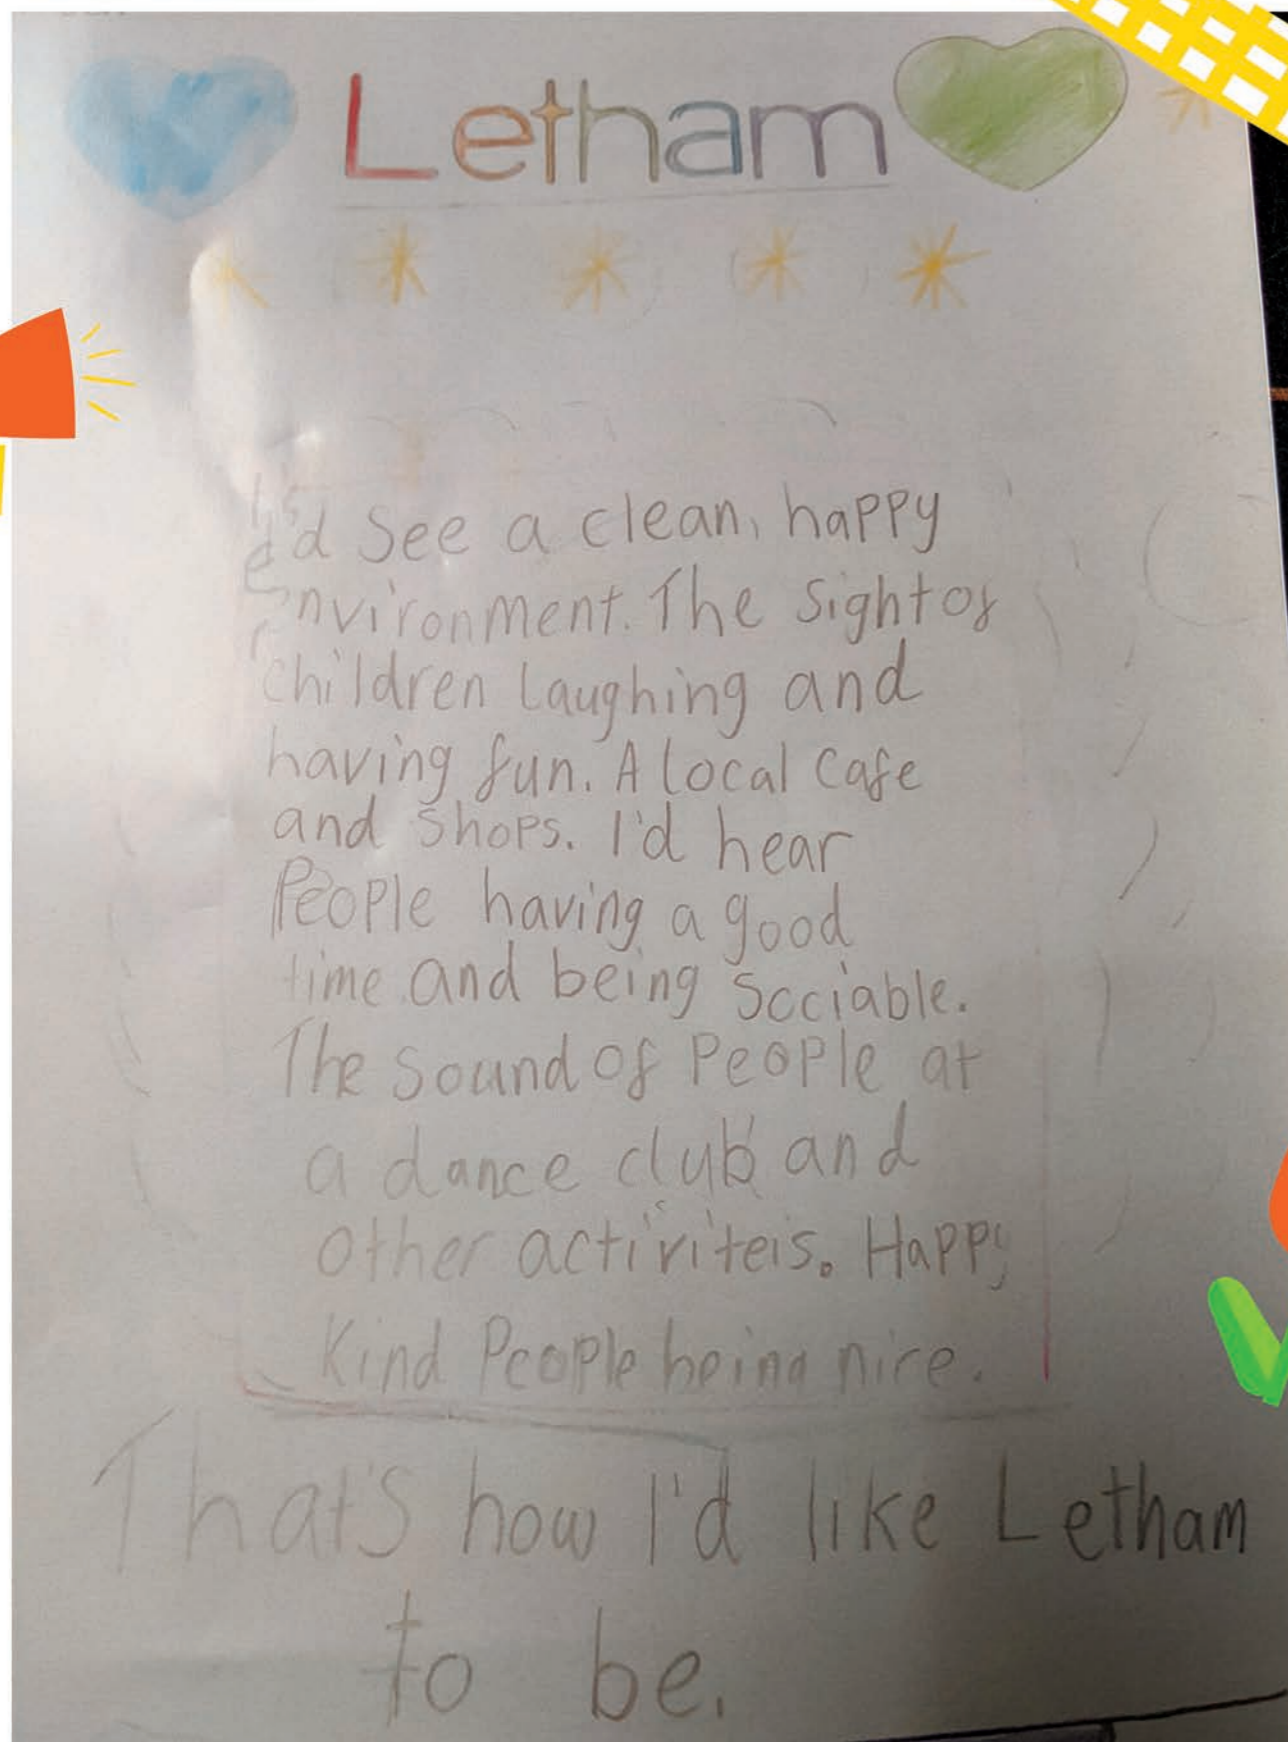 Letham
I'd see a clean, happy
environment. The sight of
children laughing and
having fun. A local cafe
and shops. I'd hear
People having a good
time and being sociable.
The sound of People at
a dance club and
other activiteis. Happy
Kind People being nice.
That's how I'd like Letham
to be.